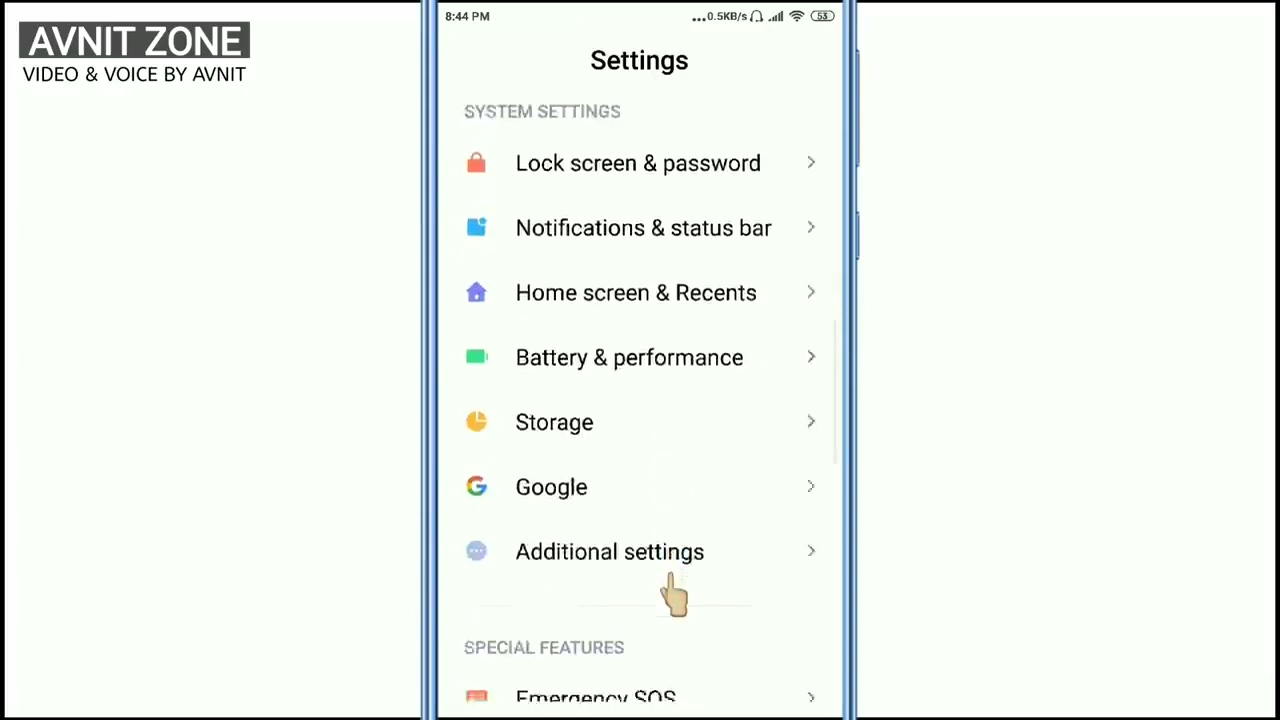 AVNIT ZONE
VIDEO & VOICE BY AVNIT
8:44 PM
...0.5KB/s
53
Settings
SYSTEM SETTINGS
Lock screen & password
Notifications & status bar
Home screen & Recents
Battery & performance
Storage
Google
Additional settings
SPECIAL FEATURES
Emergency SOS